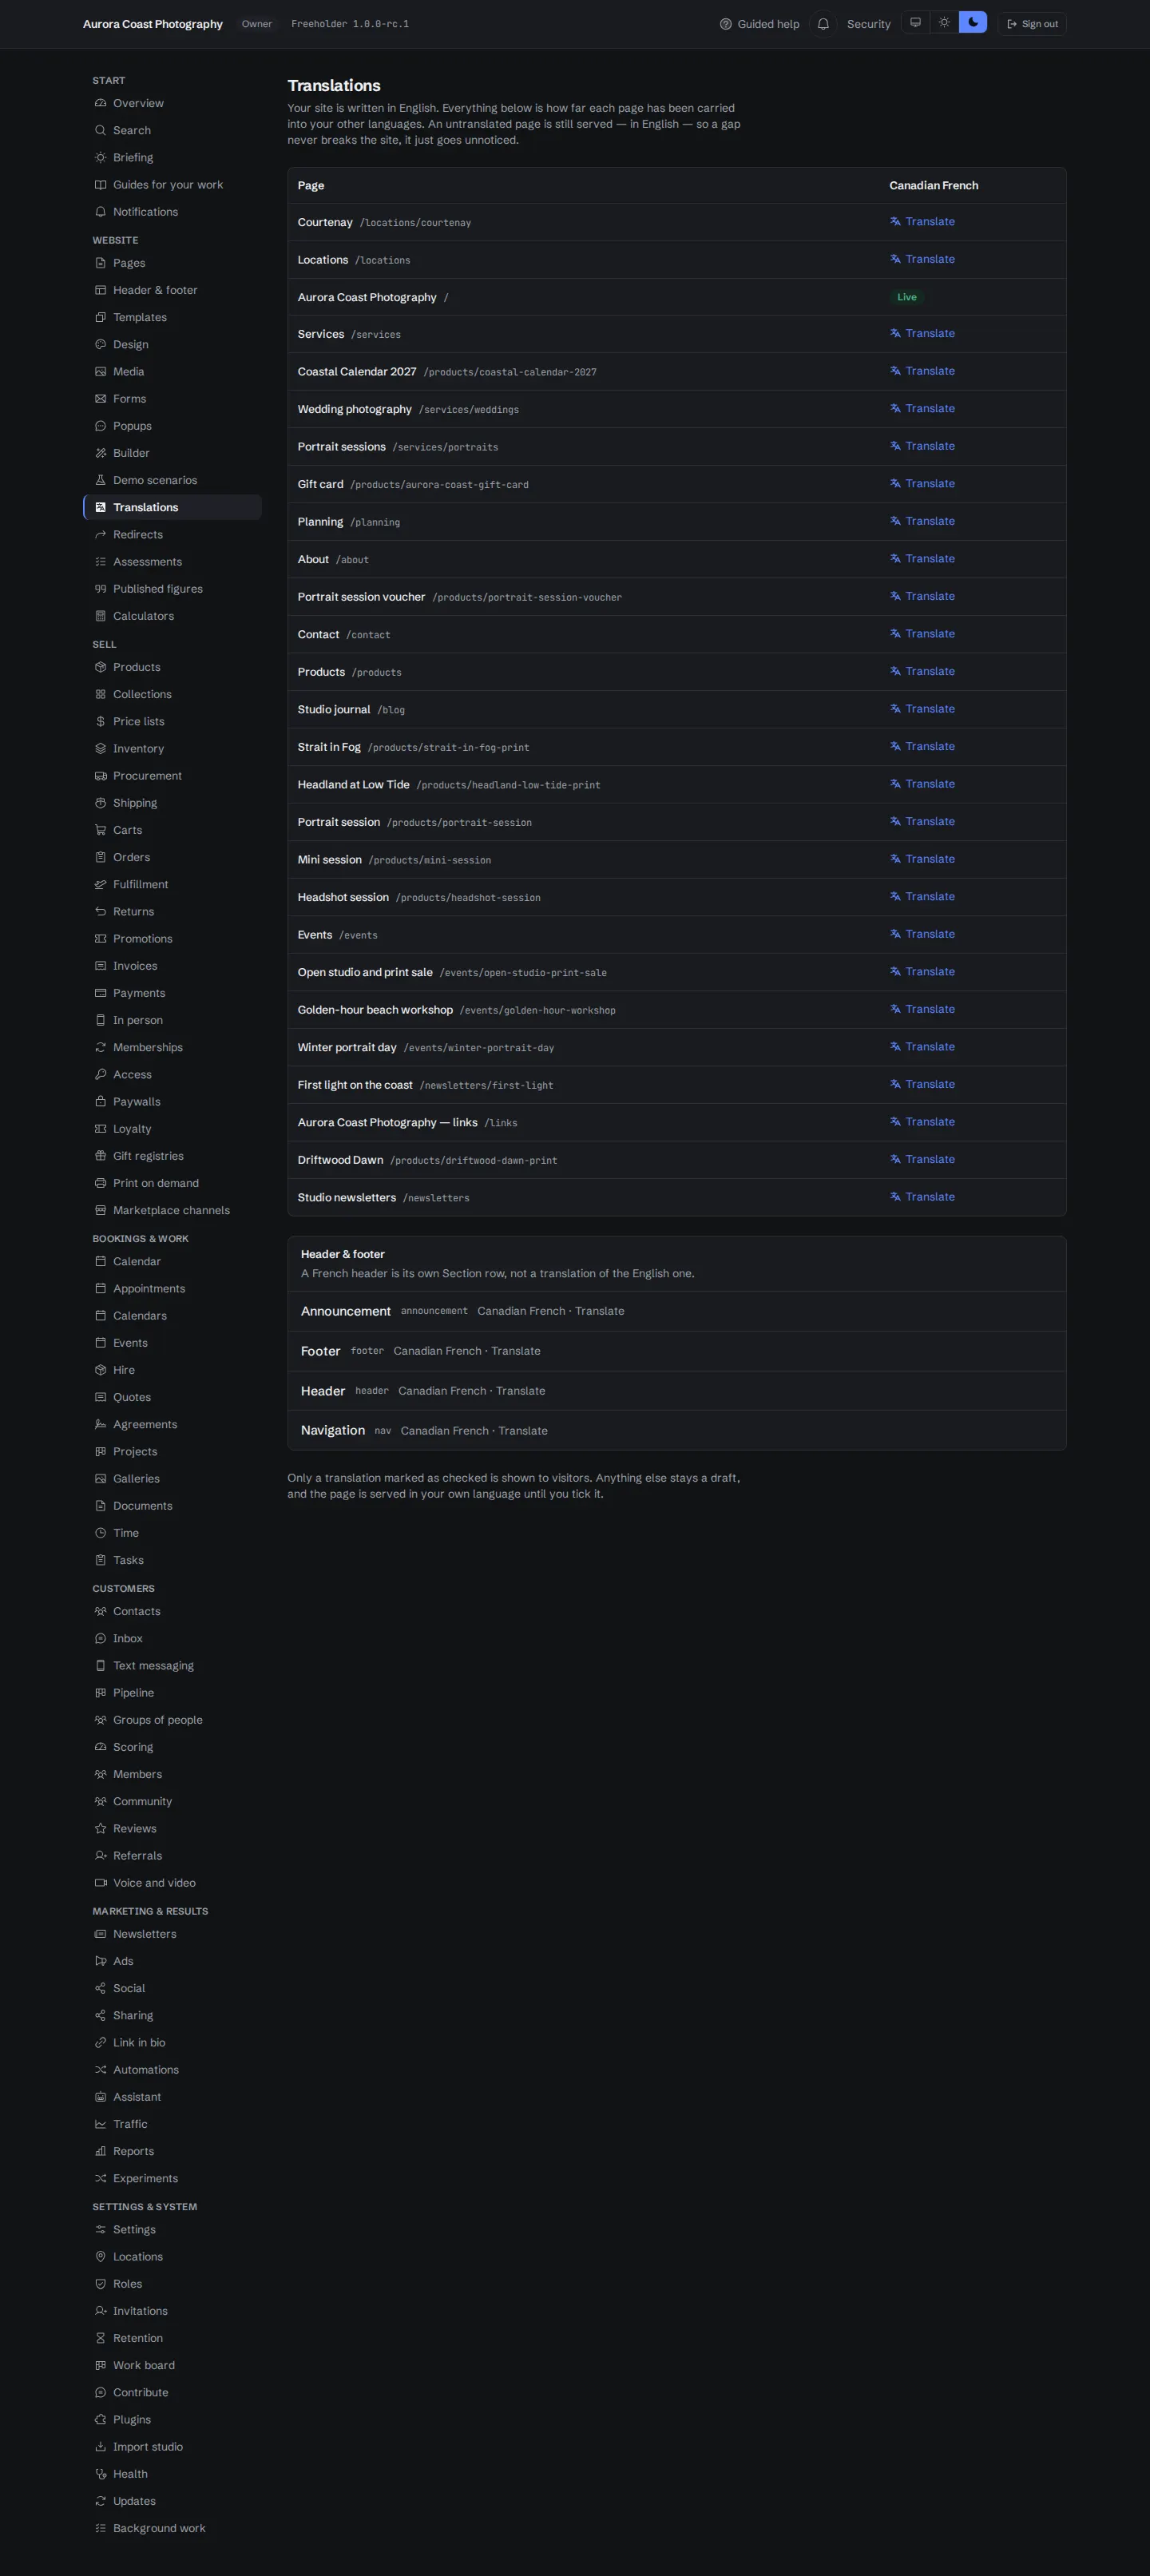 Aurora Coast Photography Owner Freeholder 1.0.0-rc.1 Guided help Security Sign out
START
Overview
Search
Briefing
Guides for your work
Notifications
WEBSITE
Pages
Header & footer
Templates
Design
Media
Forms
Popups
Builder
Demo scenarios
Translations
Redirects
Assessments
Published figures
Calculators
SELL
Products
Collections
Price lists
Inventory
Procurement
Shipping
Carts
Orders
Fulfillment
Returns
Promotions
Invoices
Payments
In person
Memberships
Access
Paywalls
Loyalty
Gift registries
Print on demand
Marketplace channels
BOOKINGS & WORK
Calendar
Appointments
Calendars
Events
Hire
Quotes
Agreements
Projects
Galleries
Documents
Time
Tasks
CUSTOMERS
Contacts
Inbox
Text messaging
Pipeline
Groups of people
Scoring
Members
Community
Reviews
Referrals
Voice and video
MARKETING & RESULTS
Newsletters
Ads
Social
Sharing
Link in bio
Automations
Assistant
Traffic
Reports
Experiments
SETTINGS & SYSTEM
Settings
Locations
Roles
Invitations
Retention
Work board
Contribute
Plugins
Import studio
Health
Updates
Background work
Translations
Your site is written in English. Everything below is how far each page has been carried
into your other languages. An untranslated page is still served — in English — so a gap
never breaks the site, it just goes unnoticed.
Page Canadian French
Courtenay /locations/courtenay Translate
Locations /locations Translate
Aurora Coast Photography / Live
Services /services Translate
Coastal Calendar 2027 /products/coastal-calendar-2027 Translate
Wedding photography /services/weddings Translate
Portrait sessions /services/portraits Translate
Gift card /products/aurora-coast-gift-card Translate
Planning /planning Translate
About /about Translate
Portrait session voucher /products/portrait-session-voucher Translate
Contact /contact Translate
Products /products Translate
Studio journal /blog Translate
Strait in Fog /products/strait-in-fog-print Translate
Headland at Low Tide /products/headland-low-tide-print Translate
Portrait session /products/portrait-session Translate
Mini session /products/mini-session Translate
Headshot session /products/headshot-session Translate
Events /events Translate
Open studio and print sale /events/open-studio-print-sale Translate
Golden-hour beach workshop /events/golden-hour-workshop Translate
Winter portrait day /events/winter-portrait-day Translate
First light on the coast /newsletters/first-light Translate
Aurora Coast Photography — links /links Translate
Driftwood Dawn /products/driftwood-dawn-print Translate
Studio newsletters /newsletters Translate
Header & footer
A French header is its own Section row, not a translation of the English one.
Announcement announcement Canadian French · Translate
Footer footer Canadian French · Translate
Header header Canadian French · Translate
Navigation nav Canadian French · Translate
Only a translation marked as checked is shown to visitors. Anything else stays a draft,
and the page is served in your own language until you tick it.